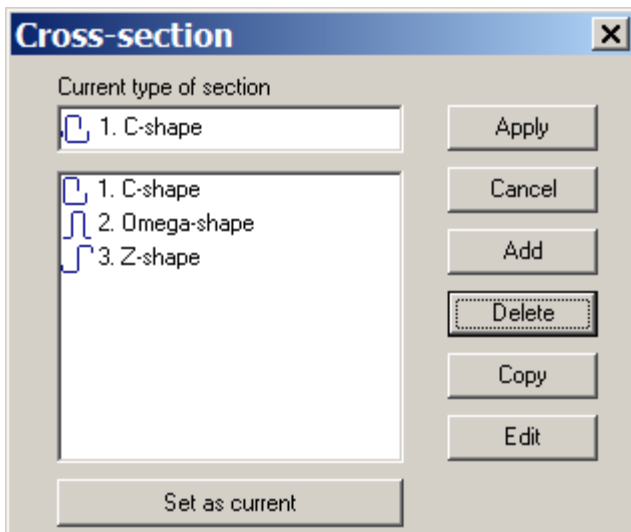 Cross-section
Current type of section
1. C-shape
Apply
1. C-shape
2. Omega-shape
3. Z-shape
Cancel
Add
Delete
Copy
Edit
Set as current